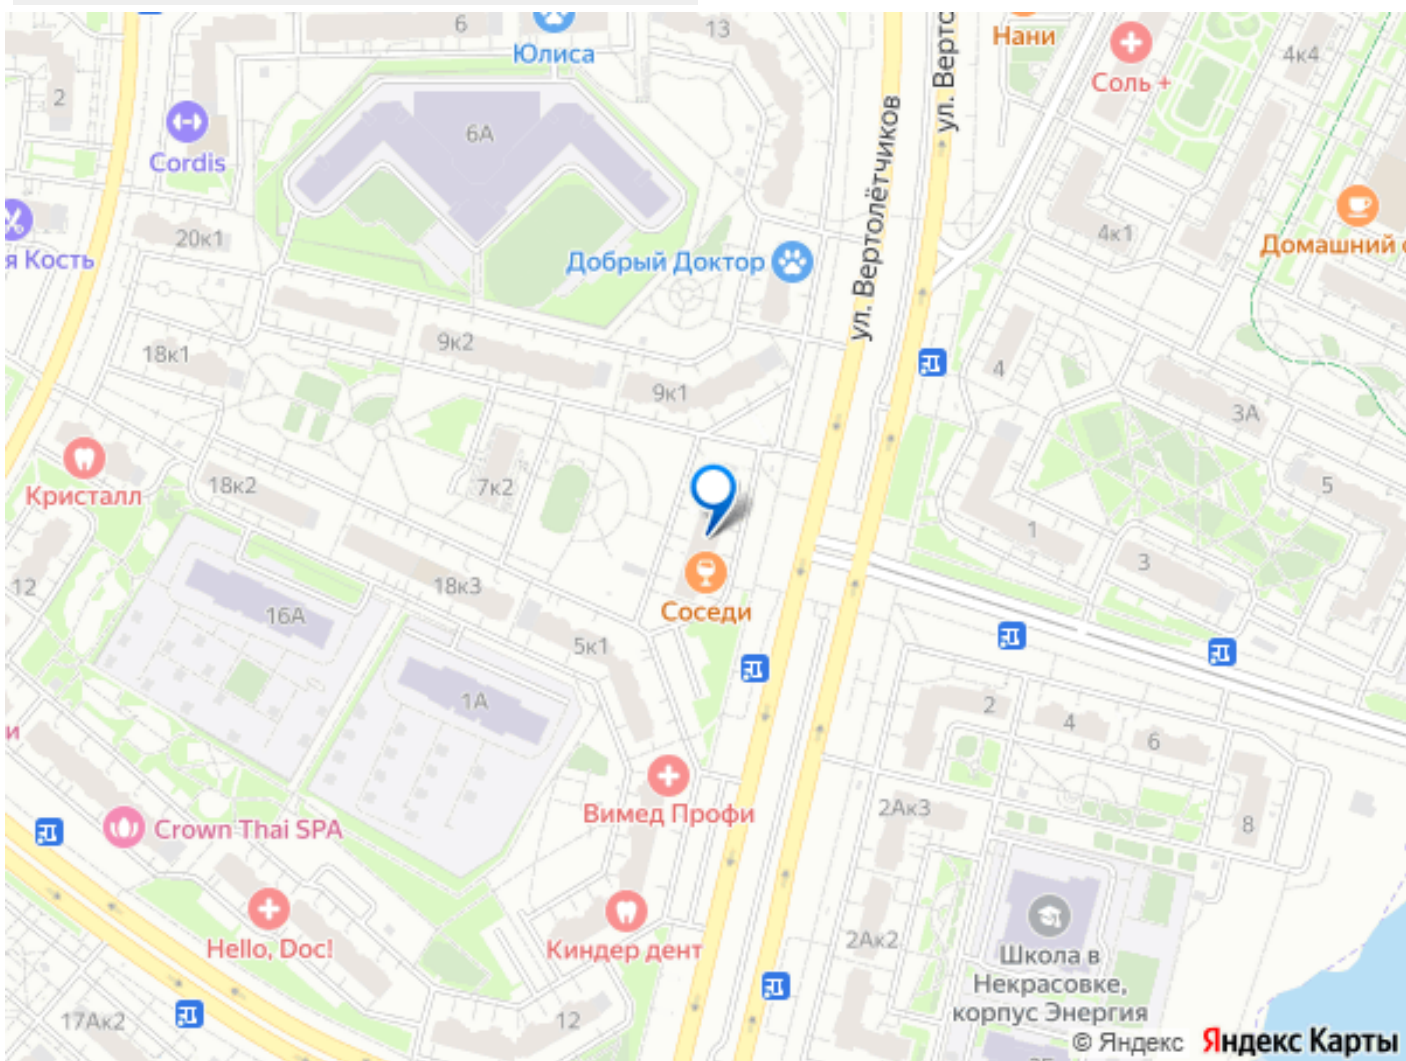 6
13
Юлиса
Нани
Соль +
4к4
2
6А
Cordis
ул. Верто
ул. Вертолётчиков
20к1
я Кость
Добрый Доктор
4к1
Домашний
9к2
18к1
9к1
4
3А
5
Кристалл
18к2
7к2
1
3
12
16А
18к3
Соседи
5к1
1А
2
4
6
и
Вимед Профи
Crown Thai SPA
2Ак3
8
Hello, Doc!
Киндер дент
2Ак2
Школа в
Некрасовке,
корпус Энергия
17Ак2
12
© Яндекс Яндекс Карты